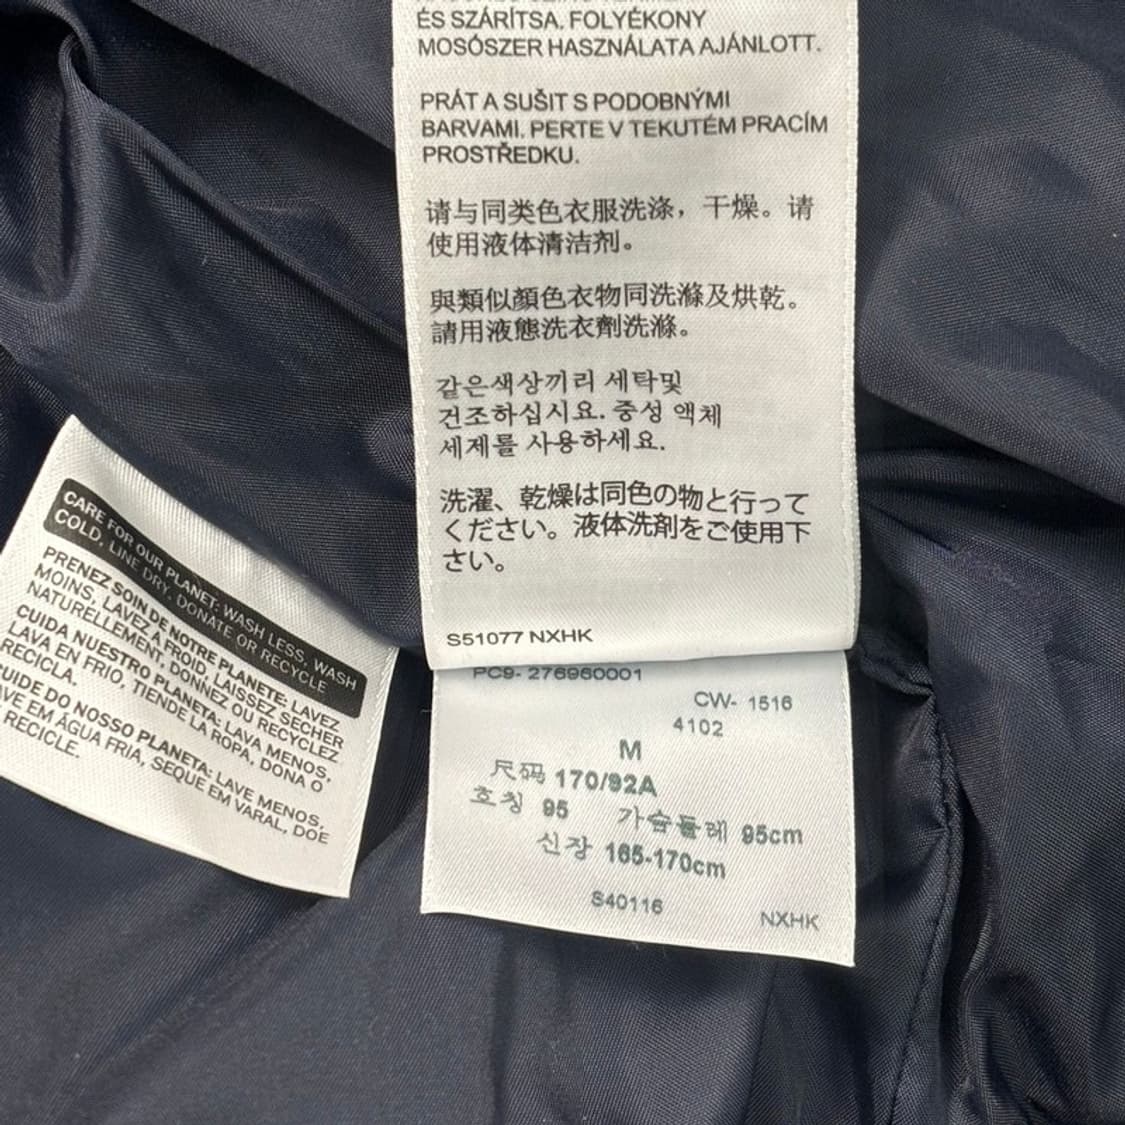 ÉS SZÁRÍTSA. FOLYÉKONY
MOSÓSZER HASZNÁLATA AJÁNLOTT.
PRÁT A SUŠIT S PODOBNÝMI
BARVAMI. PERTE V TEKUTÉM PRACÍM
PROSTŘEDKU.
请与同类色衣服洗涤，干燥。请
使用液体清洁剂。
與類似顏色衣物同洗滌及烘乾。
請用液態洗衣劑洗滌。
같은색상끼리 세탁및
건조하십시요. 중성 액체
세제를 사용하세요.
洗濯、乾燥は同色の物と行って
ください。液体洗剤をご使用下
さい。
S51077 NXHK
PC9- 276960001
CW- 1516
4102
M
尺码 170/92A
호칭 95 가슴둘레 95cm
신장 165-170cm
S40116 NXHK
CARE FOR OUR PLANET: WASH LESS, WASH
COLD, LINE DRY, DONATE OR RECYCLE
PRENEZ SOIN DE NOTRE PLANETE: LAVEZ
MOINS, LAVEZ À FROID, LAISSEZ SECHER
NATURELLEMENT, DONNEZ OU RECYCLEZ
CUIDA NUESTRO PLANETA: LAVA MENOS,
LAVA EN FRIO, TIENDE LA ROPA, DONA O
RECICLA.
CUIDE DO NOSSO PLANETA: LAVE MENOS,
LAVE EM ÁGUA FRIA, SEQUE EM VARAL, DOE
RECICLE.